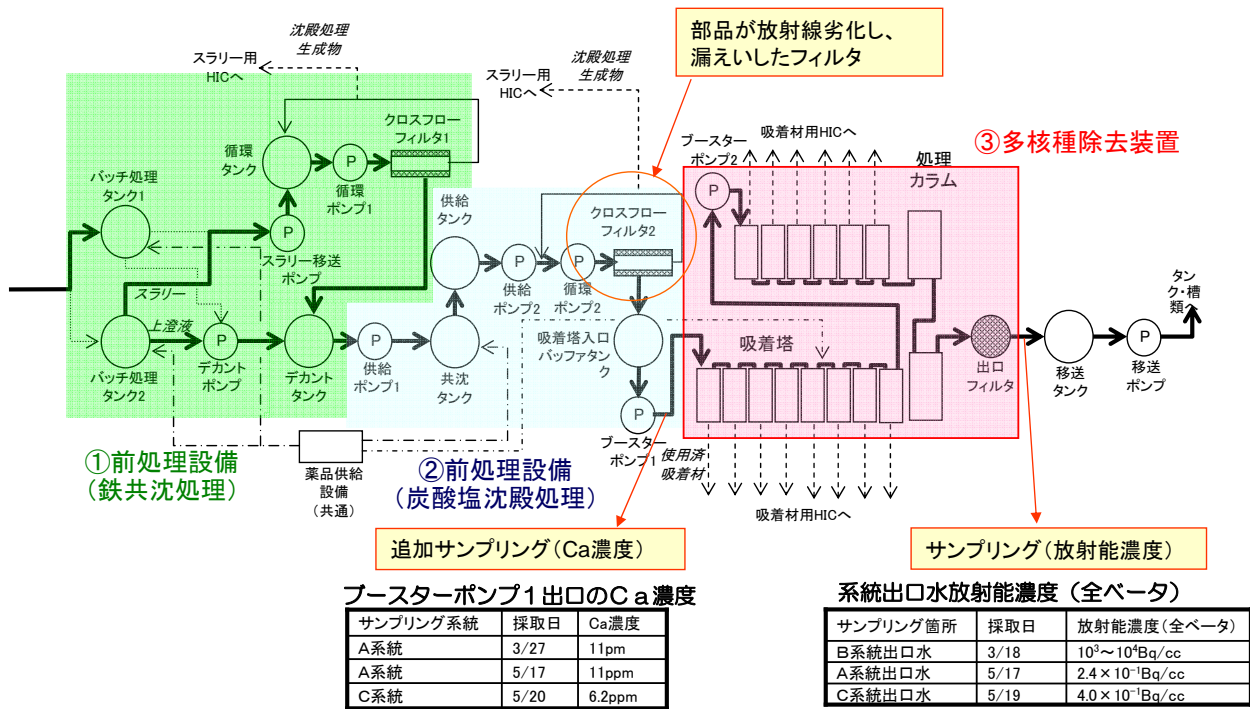 部品が放射線劣化し、
漏えいしたフィルタ
沈殿処理
生成物
スラリー用
HICへ
沈殿処理
生成物
スラリー用
HICへ
クロスフロー
フィルタ1
循環
タンク
P
循環
ポンプ1
バッチ処理
タンク1
P
スラリー移送
ポンプ
スラリー
上澄液
バッチ処理
タンク2
P
デカント
ポンプ
デカント
タンク
P
供給
ポンプ1
共沈
タンク
供給
タンク
P
供給
ポンプ2
P
循環
ポンプ2
クロスフロー
フィルタ2
吸着塔入口
バッファタン
ク
P
ブースター
ポンプ1
ブースター
ポンプ2
P
吸着材用HICへ
③多核種除去装置
処理
カラム
吸着塔
出口
フィルタ
移送
タンク
P
移送
ポンプ
タン
ク・槽
類へ
使用済
吸着材
吸着材用HICへ
①前処理設備
(鉄共沈処理)
薬品供給
設備
(共通)
②前処理設備
(炭酸塩沈殿処理)
追加サンプリング(Ca濃度)
サンプリング(放射能濃度)
ブースターポンプ1出口のCa濃度
サンプリング系統 採取日 Ca濃度
A系統 3/27 11pm
A系統 5/17 11ppm
C系統 5/20 6.2ppm
系統出口水放射能濃度(全ベータ)
サンプリング箇所 採取日 放射能濃度(全ベータ)
B系統出口水 3/18 10³～10⁴Bq/cc
A系統出口水 5/17 2.4×10⁻¹Bq/cc
C系統出口水 5/19 4.0×10⁻¹Bq/cc